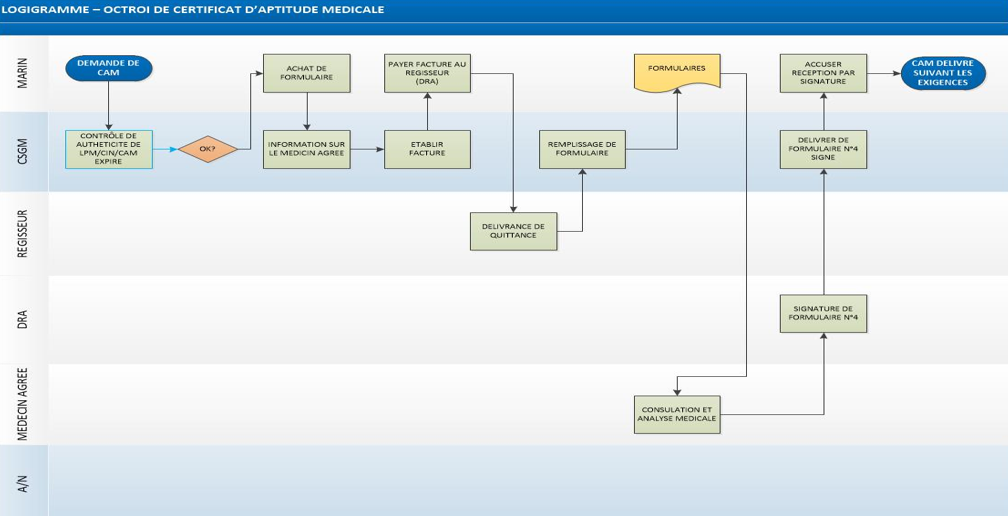 LOGIGRAMME – OCTROI DE CERTIFICAT D'APTITUDE MEDICALE
MARIN
DEMANDE DE
CAM
ACHAT DE
FORMULAIRE
PAYER FACTURE AU
REGISSEUR
(DRA)
FORMULAIRES
ACCUSER
RECEPTION PAR
SIGNATURE
CAM DELIVRE
SUIVANT LES
EXIGENCES
CSGM
CONTRÔLE DE
AUTHETICITE DE
LPM/CIN/CAM
EXPIRE
OK?
INFORMATION SUR
LE MEDICIN AGREE
ETABLIR
FACTURE
REMPLISSAGE DE
FORMULAIRE
DELIVRER DE
FORMULAIRE N°4
SIGNE
REGISSEUR
DELIVRANCE DE
QUITTANCE
DRA
SIGNATURE DE
FORMULAIRE N°4
MEDECIN AGREE
CONSULATION ET
ANALYSE MEDICALE
A/N